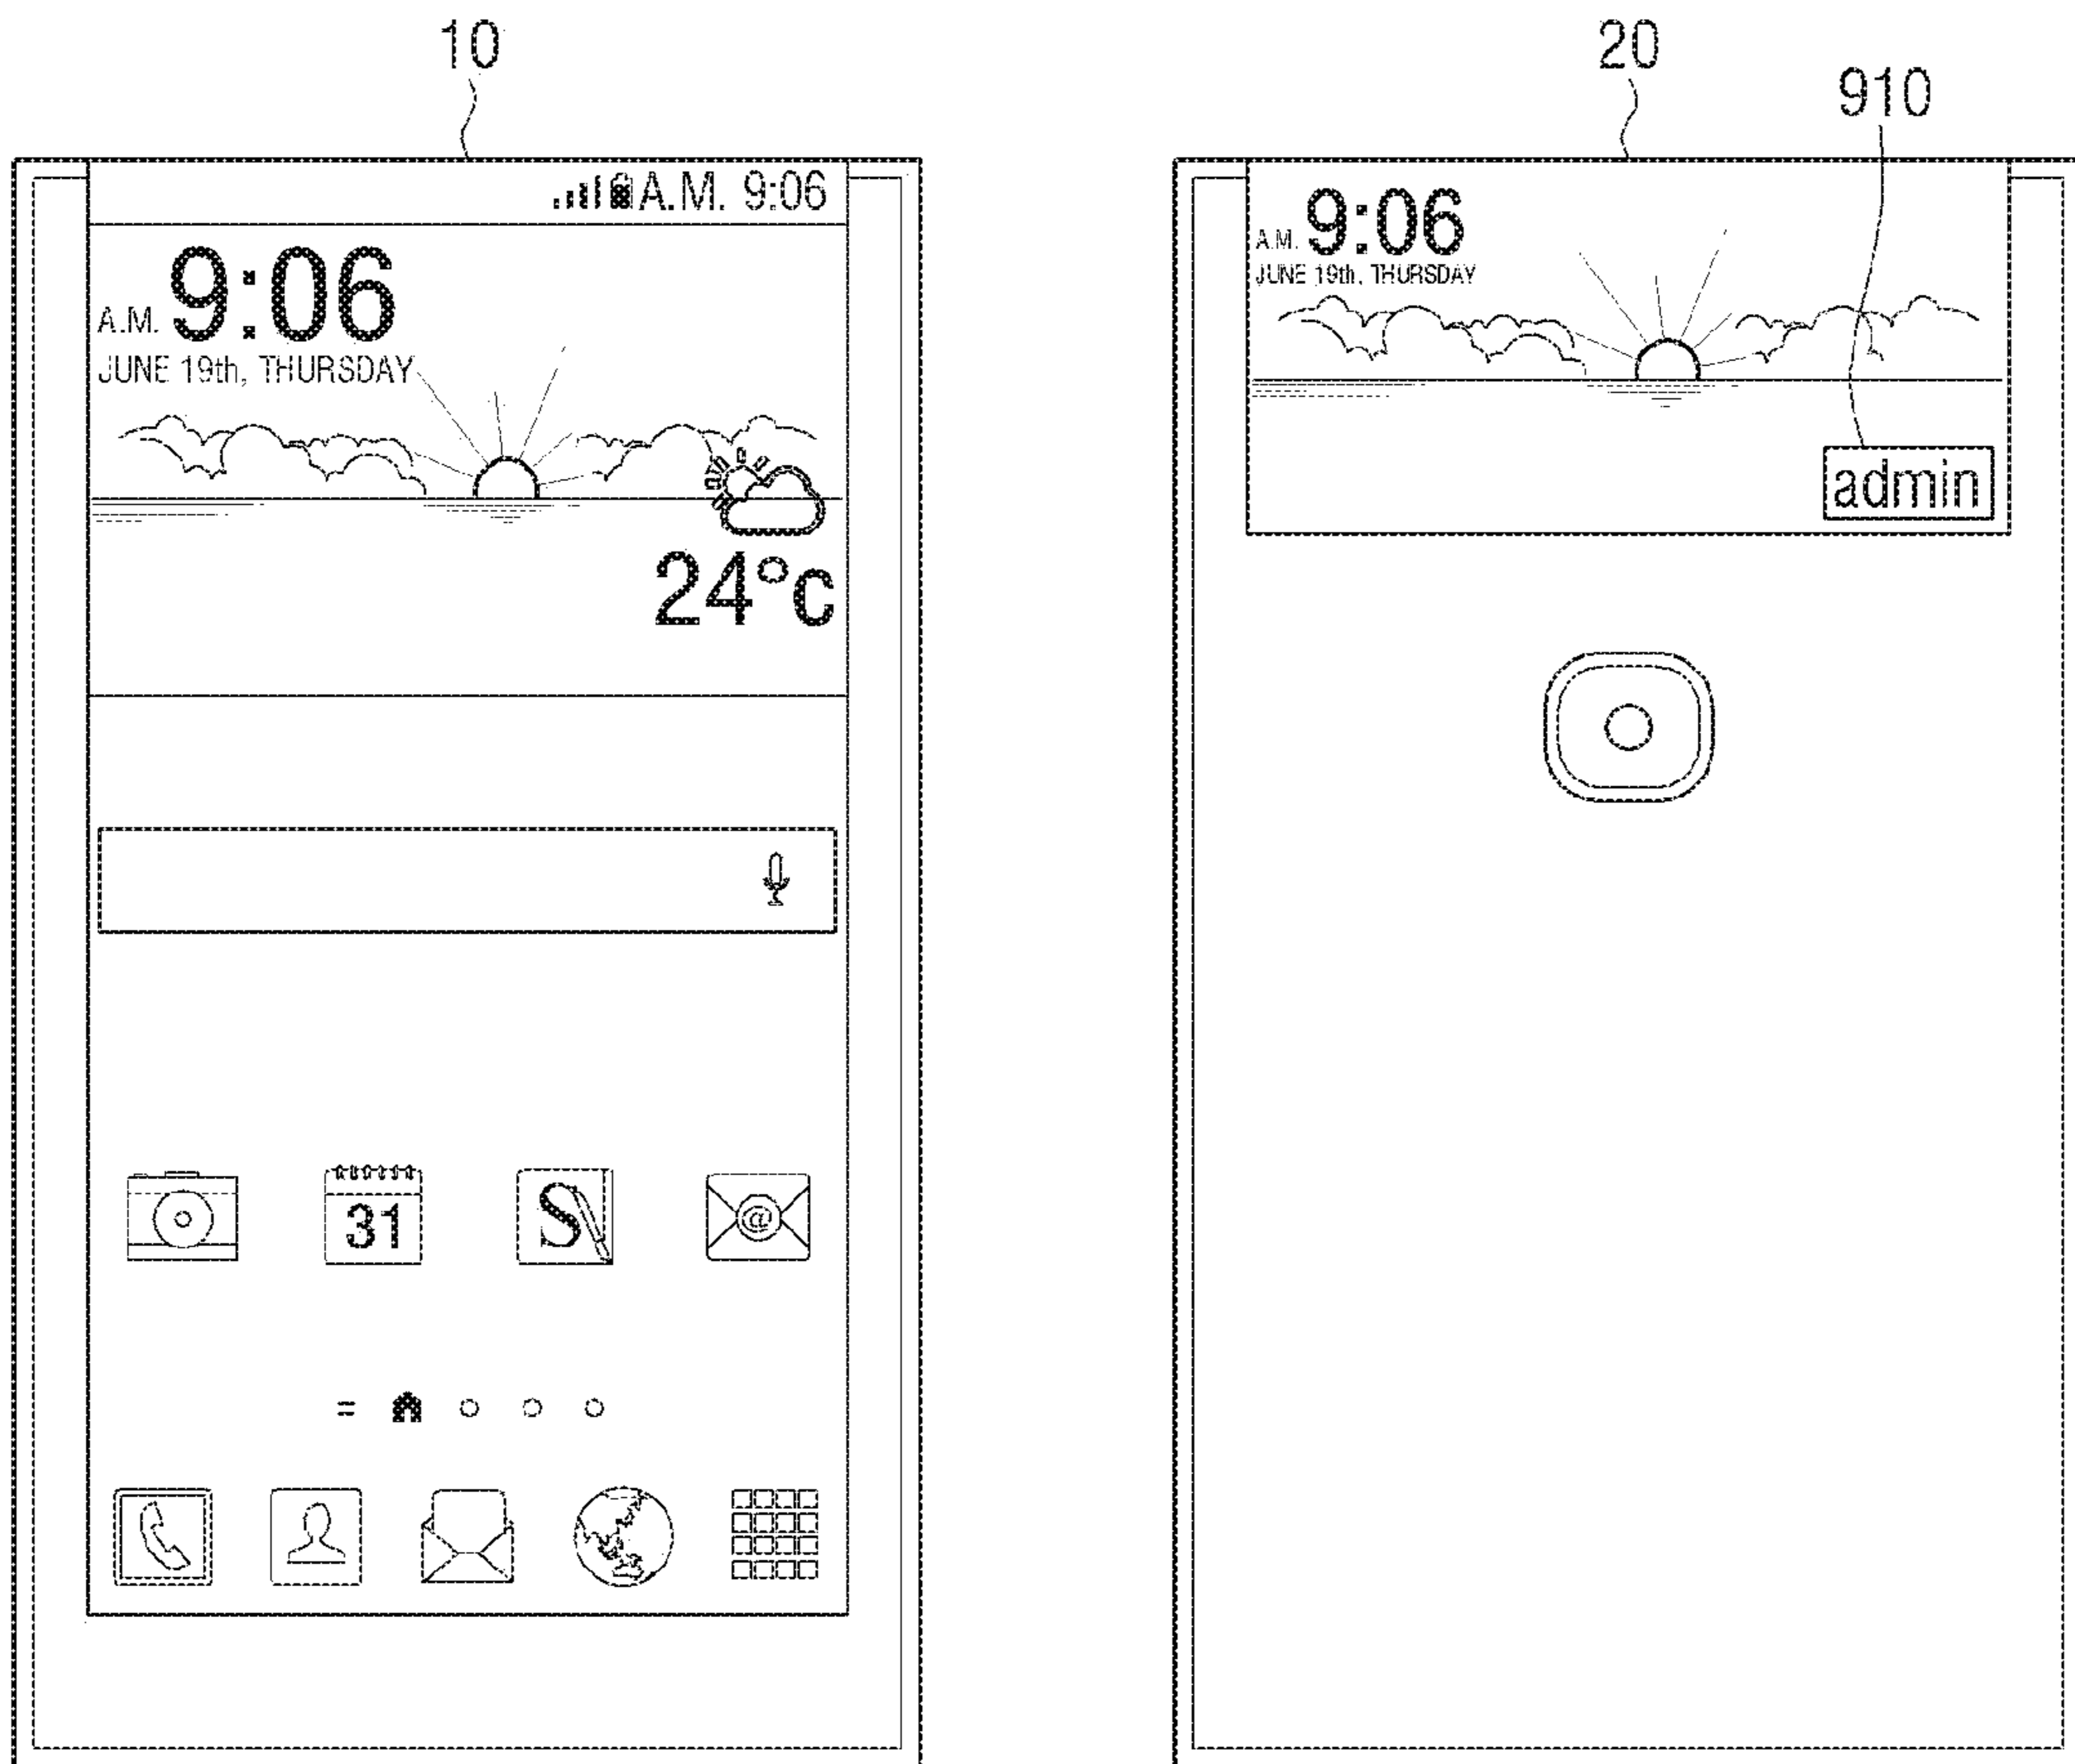 10
A.M. 9:06
A.M. 9:06
JUNE 19th, THURSDAY
24°c
31
S
@
20
910
A.M. 9:06
JUNE 19th, THURSDAY
admin